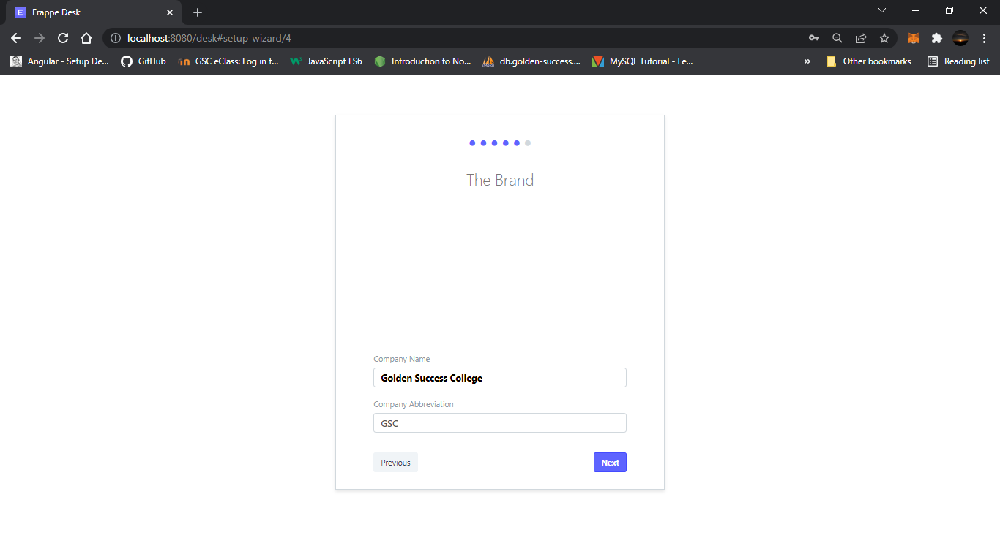 E Frappe Desk
localhost:8080/desk#setup-wizard/4
Angular - Setup De...
GitHub
GSC eClass: Log in t...
JavaScript ES6
Introduction to No...
db.golden-success....
MySQL Tutorial - Le...
»
Other bookmarks
Reading list
The Brand
Company Name
Golden Success College
Company Abbreviation
GSC
Previous
Next